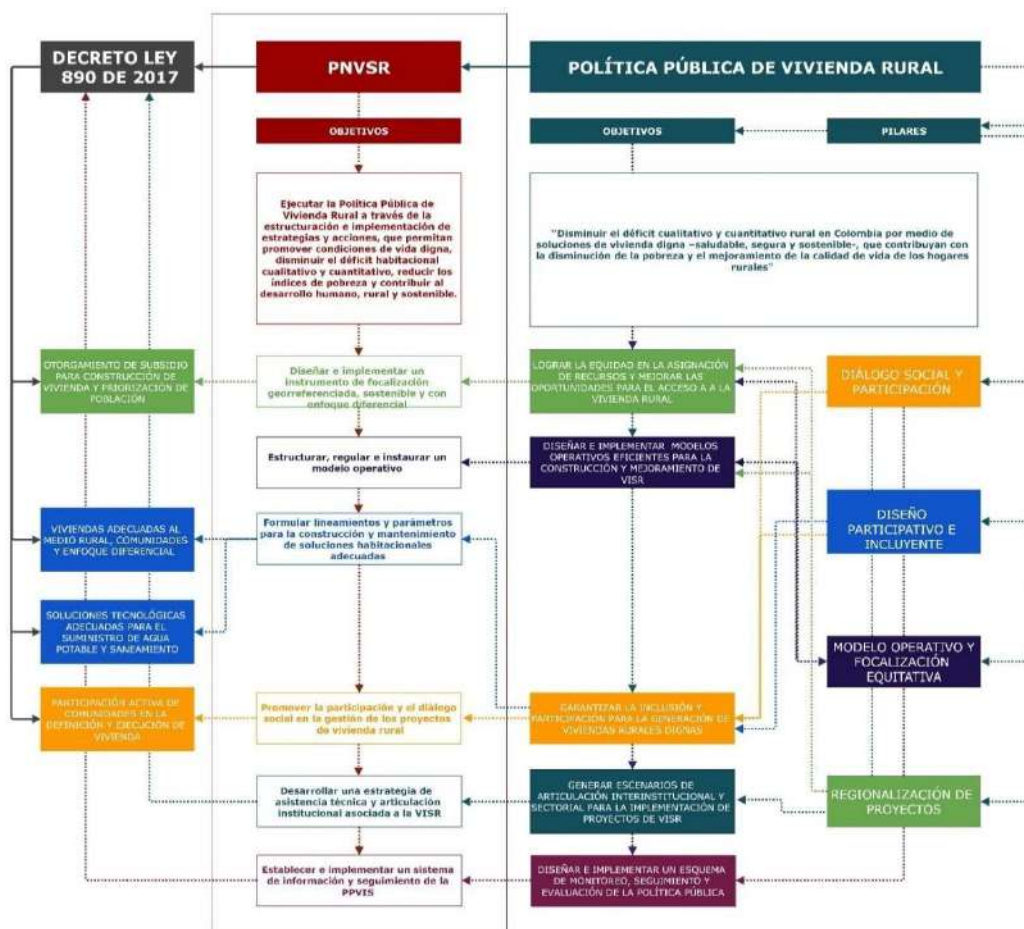 DECRETO LEY
890 DE 2017
PNVSR
POLÍTICA PÚBLICA DE VIVIENDA RURAL
OBJETIVOS
OBJETIVOS
PILARES
Ejecutar la Política Pública de
Vivienda Rural a través de la
estructuración e implementación de
estrategias y acciones, que permitan
promover condiciones de vida digna,
disminuir el déficit habitacional
cualitativo y cuantitativo, reducir los
índices de pobreza y contribuir al
desarrollo humano, rural y sostenible.
"Disminuir el déficit cualitativo y cuantitativo rural en Colombia por medio de
soluciones de vivienda digna –saludable, segura y sostenible-, que contribuyan con
la disminución de la pobreza y el mejoramiento de la calidad de vida de los hogares
rurales"
OTORGAMIENTO DE SUBSIDIO
PARA CONSTRUCCIÓN DE
VIVIENDA Y PRIORIZACIÓN DE
POBLACIÓN
Diseñar e implementar un
instrumento de focalización
georreferenciada, sostenible y con
enfoque diferencial
LOGRAR LA EQUIDAD EN LA ASIGNACIÓN
DE RECURSOS Y MEJORAR LAS
OPORTUNIDADES PARA EL ACCESO A A LA
VIVIENDA RURAL
DIÁLOGO SOCIAL Y
PARTICIPACIÓN
Estructurar, regular e instaurar un
modelo operativo
DISEÑAR E IMPLEMENTAR MODELOS
OPERATIVOS EFICIENTES PARA LA
CONSTRUCCIÓN Y MEJORAMIENTO DE
VISR
VIVIENDAS ADECUADAS AL
MEDIO RURAL, COMUNIDADES
Y ENFOQUE DIFERENCIAL
Formular lineamientos y parámetros
para la construcción y mantenimiento
de soluciones habitacionales
adecuadas
DISEÑO
PARTICIPATIVO E
INCLUYENTE
SOLUCIONES TECNOLÓGICAS
ADECUADAS PARA EL
SUMINISTRO DE AGUA
POTABLE Y SANEAMIENTO
MODELO OPERATIVO Y
FOCALIZACIÓN
EQUITATIVA
PARTICIPACIÓN ACTIVA DE
COMUNIDADES EN LA
DEFINICIÓN Y EJECUCIÓN DE
VIVIENDA
Promover la participación y el diálogo
social en la gestión de los proyectos
de vivienda rural
GARANTIZAR LA INCLUSIÓN Y
PARTICIPACIÓN PARA LA GENERACIÓN DE
VIVIENDAS RURALES DIGNAS
Desarrollar una estrategia de
asistencia técnica y articulación
institucional asociada a la VISR
GENERAR ESCENARIOS DE
ARTICULACIÓN INTERINSTITUCIONAL Y
SECTORIAL PARA LA IMPLEMENTACIÓN DE
PROYECTOS DE VISR
REGIONALIZACIÓN DE
PROYECTOS
Establecer e implementar un sistema
de información y seguimiento de la
PPVIS
DISEÑAR E IMPLEMENTAR UN ESQUEMA
DE MONITOREO, SEGUIMIENTO Y
EVALUACIÓN DE LA POLÍTICA PÚBLICA